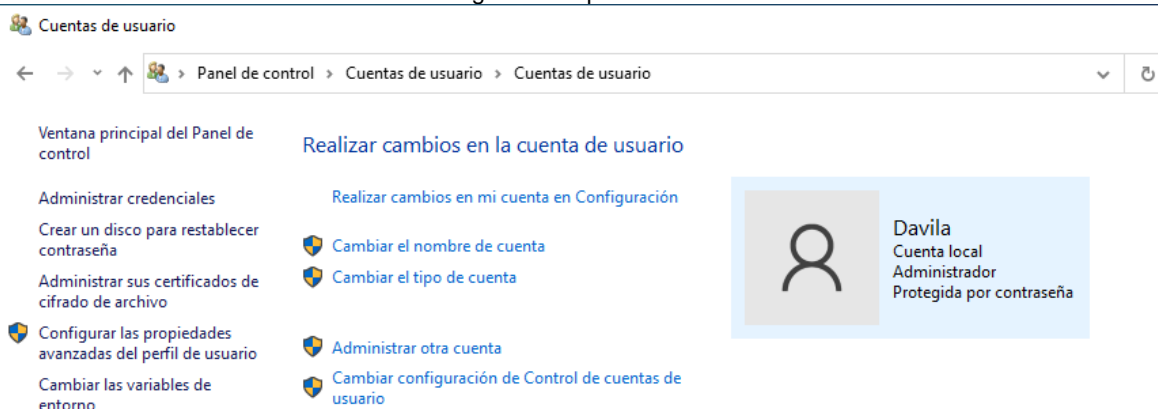 Cuentas de usuario
Panel de control > Cuentas de usuario > Cuentas de usuario
Ventana principal del Panel de
control
Administrar credenciales
Crear un disco para restablecer
contraseña
Administrar sus certificados de
cifrado de archivo
Configurar las propiedades
avanzadas del perfil de usuario
Cambiar las variables de
entorno
Realizar cambios en la cuenta de usuario
Realizar cambios en mi cuenta en Configuración
Cambiar el nombre de cuenta
Cambiar el tipo de cuenta
Administrar otra cuenta
Cambiar configuración de Control de cuentas de
usuario
Davila
Cuenta local
Administrador
Protegida por contraseña